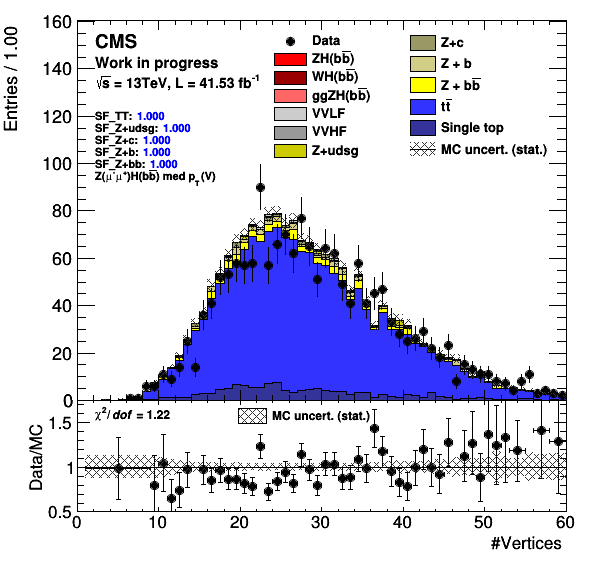 CMS
Work in progress
√s = 13TeV, L = 41.53 fb⁻¹
SF_TT: 1.000
SF_Z+udsg: 1.000
SF_Z+c: 1.000
SF_Z+b: 1.000
SF_Z+bb: 1.000
Z(μ⁻μ⁺)H(bb̅) med p_T(V)
Data
ZH(bb̅)
WH(bb̅)
ggZH(bb̅)
VVLF
VVHF
Z+udsg
Z+c
Z + b
Z + bb̅
tt̅
Single top
MC uncert. (stat.)
Entries / 1.00
160
140
120
100
80
60
40
20
0
χ²/ dof = 1.22
MC uncert. (stat.)
Data/MC
1.5
1
0.5
0 10 20 30 40 50 60
#Vertices